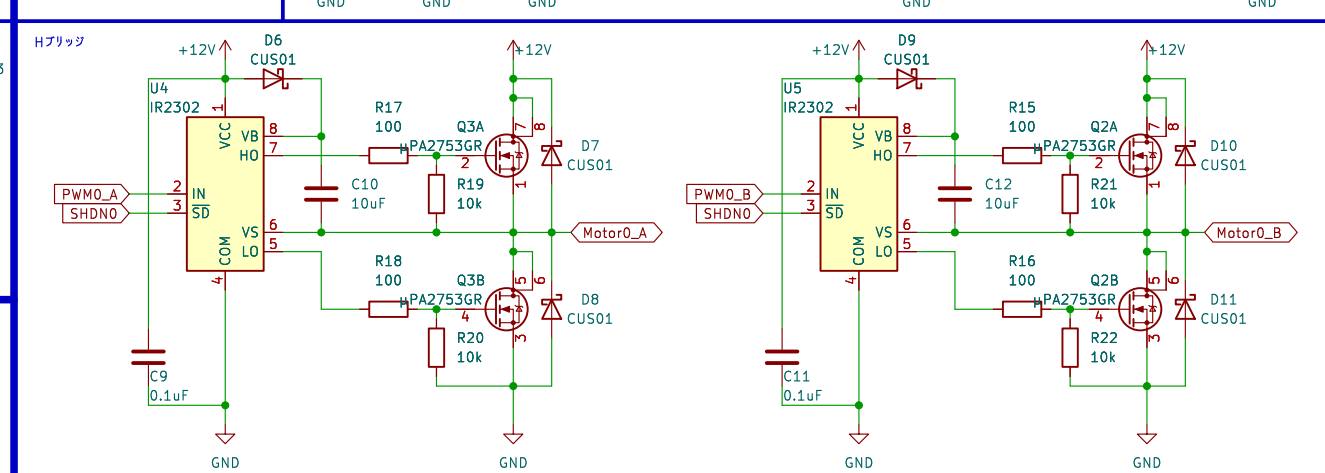 GND GND GND GND GND
Hブリッジ
+12V
D6
CUS01
U4
IR2302
1
VCC
VB 8
HO 7
PWM0_A 2 IN
SHDN0 3 SD
VS 6
LO 5
COM
4
C9
0.1uF
GND
C10
10uF
R17
100
R19
10k
R18
100
R20
10k
+12V
Q3A
μPA2753GR
2
7 8
1
D7
CUS01
Motor0_A
Q3B
μPA2753GR
4
5 6
3
D8
CUS01
GND
+12V
D9
CUS01
U5
IR2302
1
VCC
VB 8
HO 7
PWM0_B 2 IN
SHDN0 3 SD
VS 6
LO 5
COM
4
C11
0.1uF
GND
C12
10uF
R15
100
R21
10k
R16
100
R22
10k
+12V
Q2A
μPA2753GR
2
7 8
1
D10
CUS01
Motor0_B
Q2B
μPA2753GR
4
5 6
3
D11
CUS01
GND